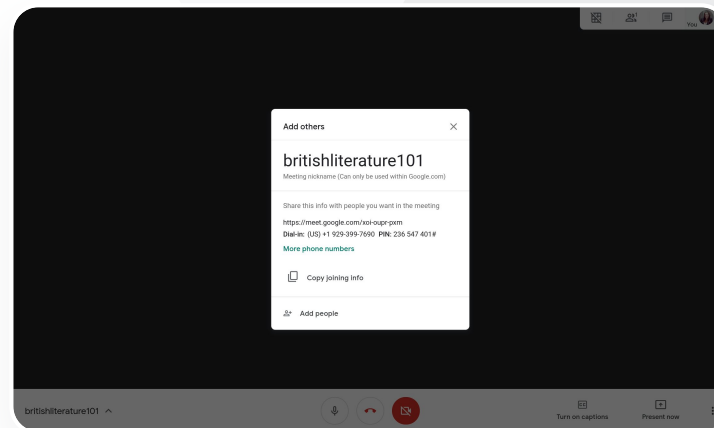 1
You
Add others
britishliterature101
Meeting nickname (Can only be used within Google.com)
Share this info with people you want in the meeting
https://meet.google.com/xoi-oupr-pxm
Dial-in: (US) +1 929-399-7690 PIN: 236 547 401#
More phone numbers
Copy joining info
Add people
britishliterature101
Turn on captions
Present now